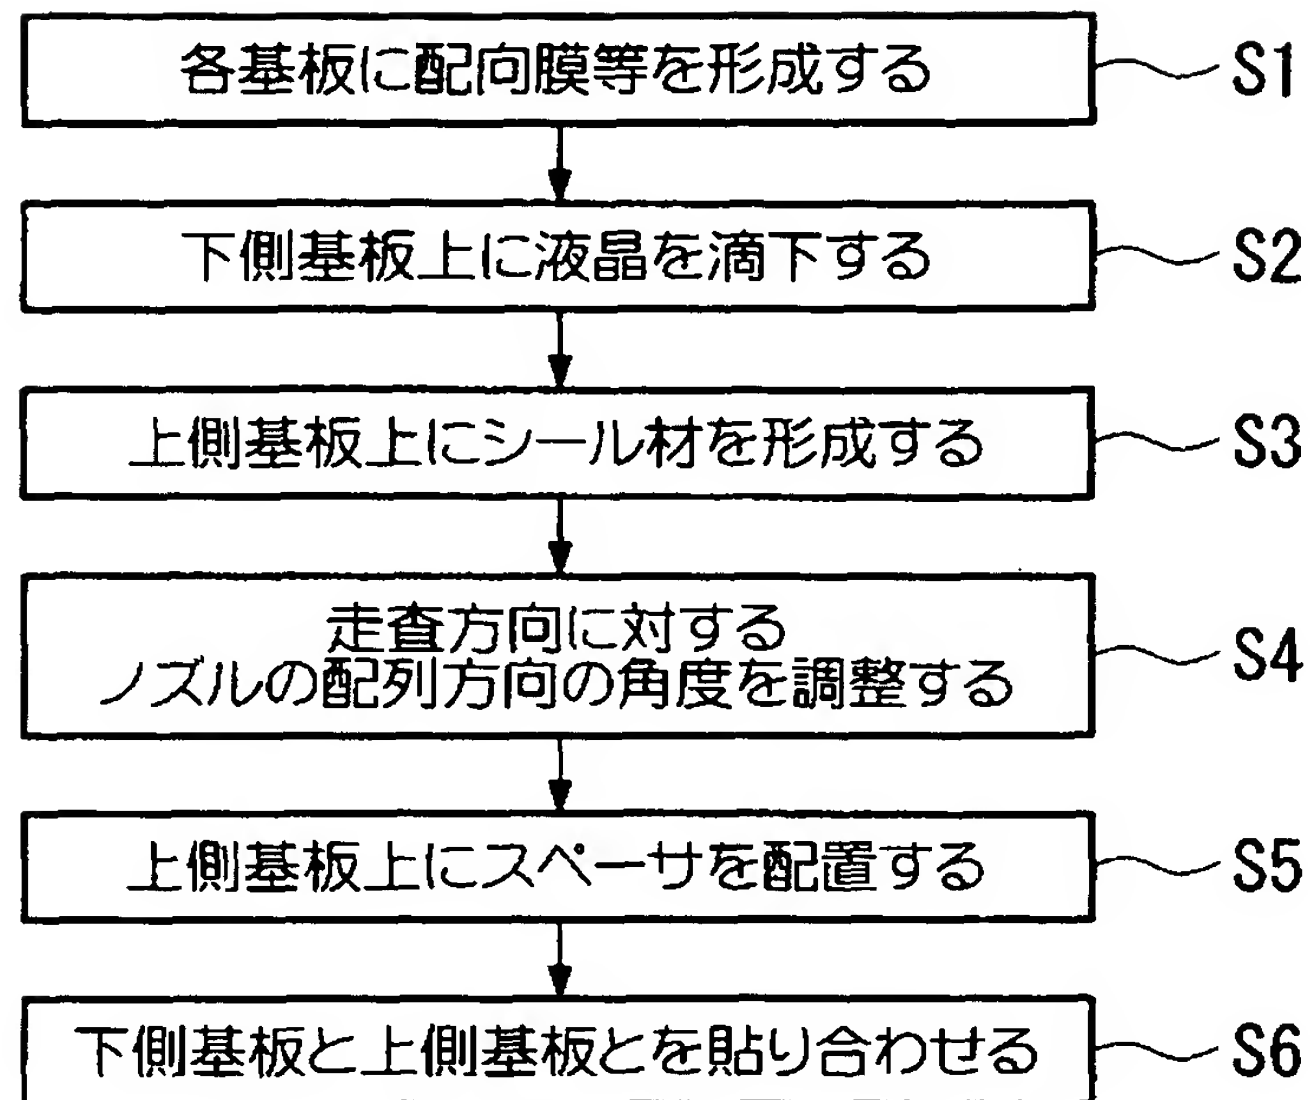 各基板に配向膜等を形成する S1
下側基板上に液晶を滴下する S2
上側基板上にシール材を形成する S3
走査方向に対する
ノズルの配列方向の角度を調整する S4
上側基板上にスペーサを配置する S5
下側基板と上側基板とを貼り合わせる S6